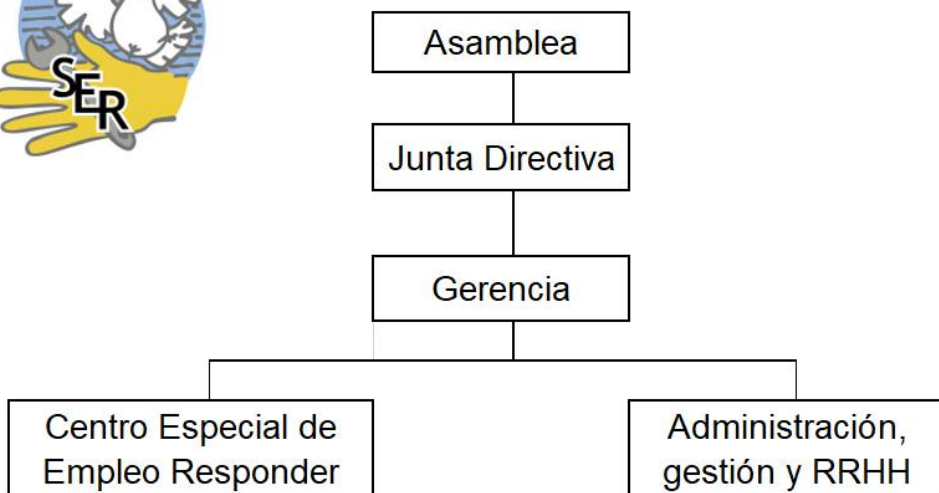 SER
Asamblea
Junta Directiva
Gerencia
Centro Especial de
Empleo Responder
Administración,
gestión y RRHH